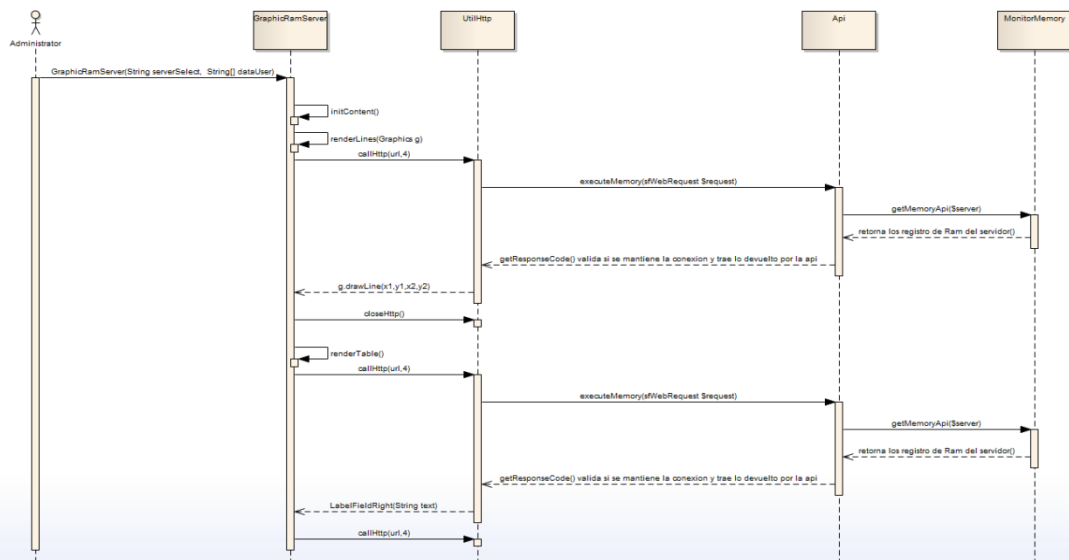 GraphicRamServer
UtilHttp
Api
MonitorMemory
Administrator
GraphicRamServer(String serverSelect, String[] dataUser)
initContent()
renderLines(Graphics g)
callHttp(url,4)
executeMemory(sfWebRequest $request)
getMemoryApi($server)
retorna los registro de Ram del servidor()
getResponseCode() valida si se mantiene la conexion y trae lo devuelto por la api
g.drawLine(x1,y1,x2,y2)
closeHttp()
renderTable()
callHttp(url,4)
executeMemory(sfWebRequest $request)
getMemoryApi($server)
retorna los registro de Ram del servidor()
getResponseCode() valida si se mantiene la conexion y trae lo devuelto por la api
LabelFieldRight(String text)
callHttp(url,4)